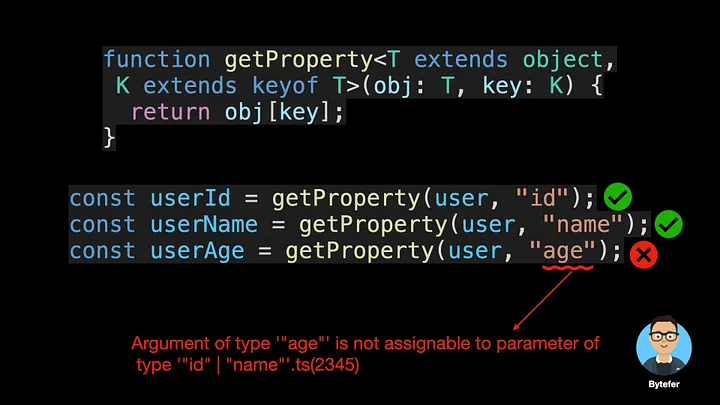 function getProperty<T extends object,
K extends keyof T>(obj: T, key: K) {
return obj[key];
}
const userId = getProperty(user, "id");
const userName = getProperty(user, "name");
const userAge = getProperty(user, "age");
Argument of type '"age"' is not assignable to parameter of
type '"id" | "name"'.ts(2345)
Bytefer